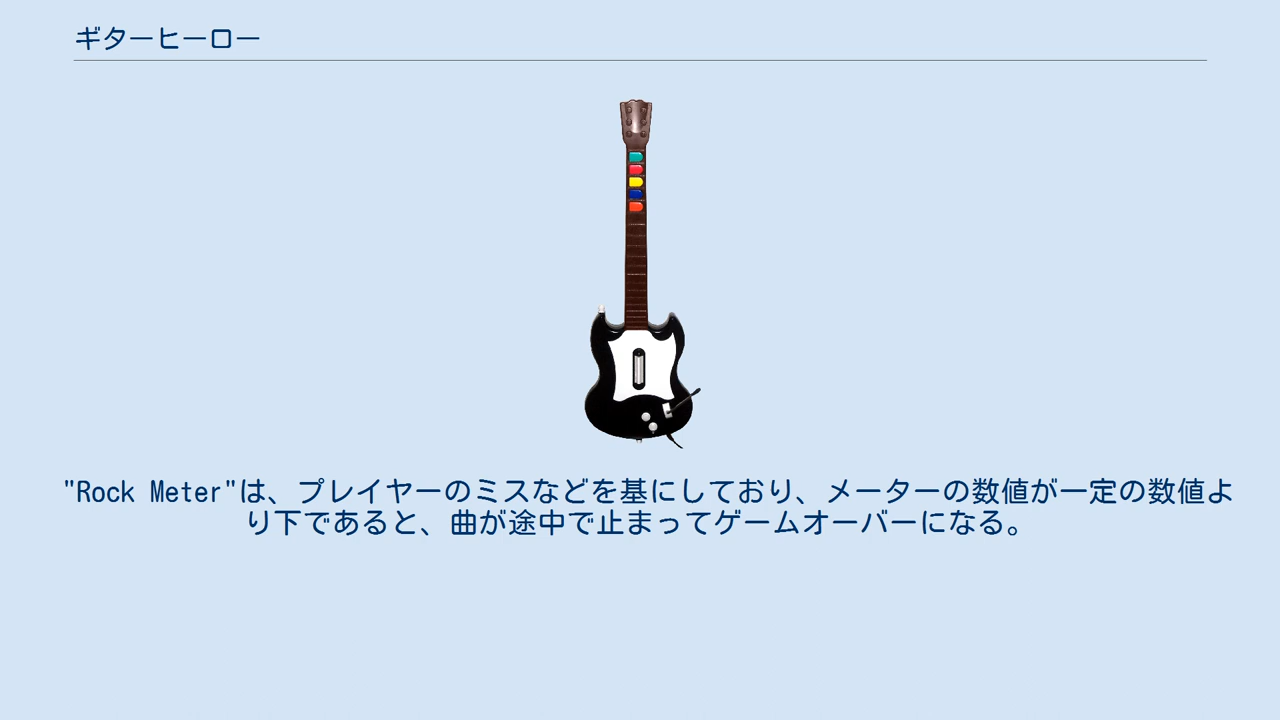 ギターヒーロー
"Rock Meter"は、プレイヤーのミスなどを基にしており、メーターの数値が一定の数値よ
り下であると、曲が途中で止まってゲームオーバーになる。